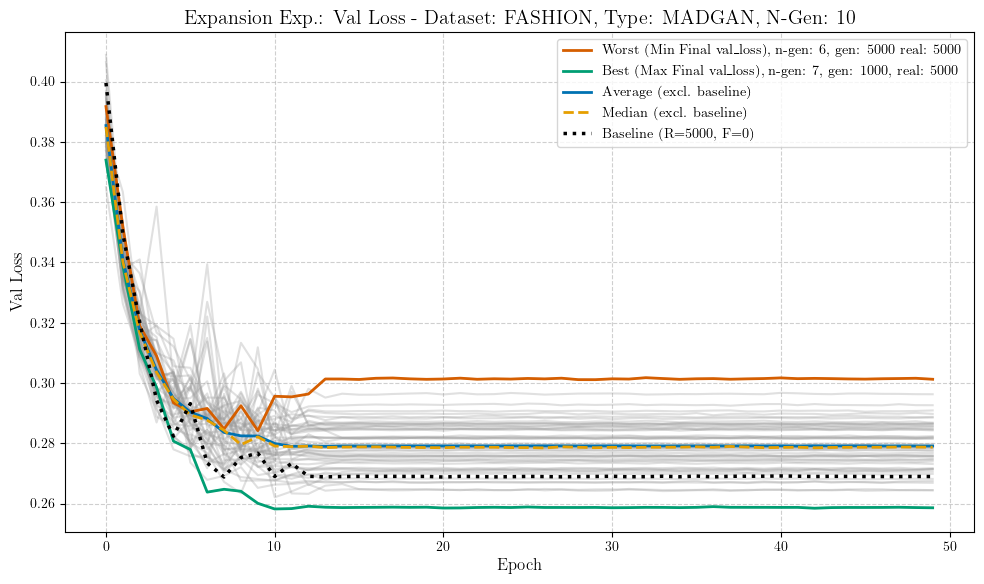 Expansion Exp.: Val Loss - Dataset: FASHION, Type: MADGAN, N-Gen: 10
Worst (Min Final val_loss), n-gen: 6, gen: 5000 real: 5000
Best (Max Final val_loss), n-gen: 7, gen: 1000, real: 5000
Average (excl. baseline)
Median (excl. baseline)
Baseline (R=5000, F=0)
Val Loss
0.40
0.38
0.36
0.34
0.32
0.30
0.28
0.26
0
10
20
30
40
50
Epoch